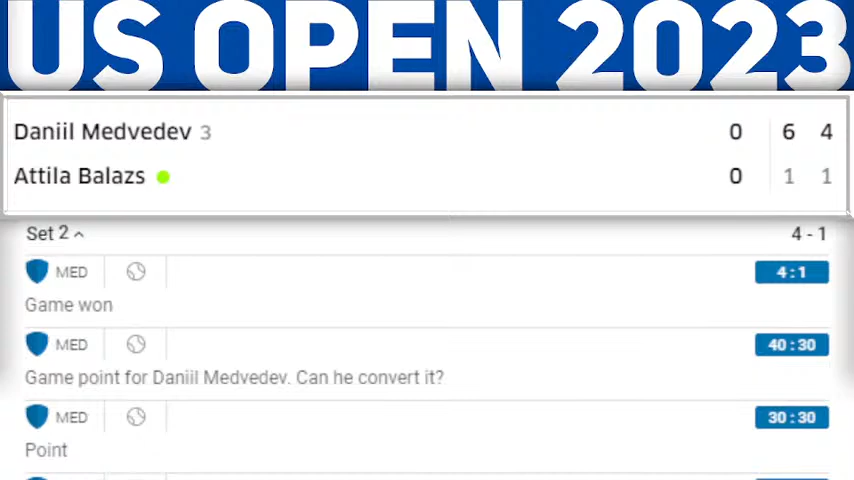 US OPEN 2023
Daniil Medvedev 3 0 6 4
Attila Balazs 0 1 1
Set 2 4 - 1
MED 4 : 1
Game won
MED 40 : 30
Game point for Daniil Medvedev. Can he convert it?
MED 30 : 30
Point